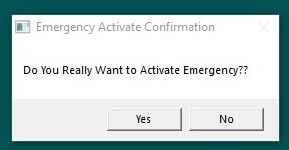 Emergency Activate Confirmation
Do You Really Want to Activate Emergency??
Yes No